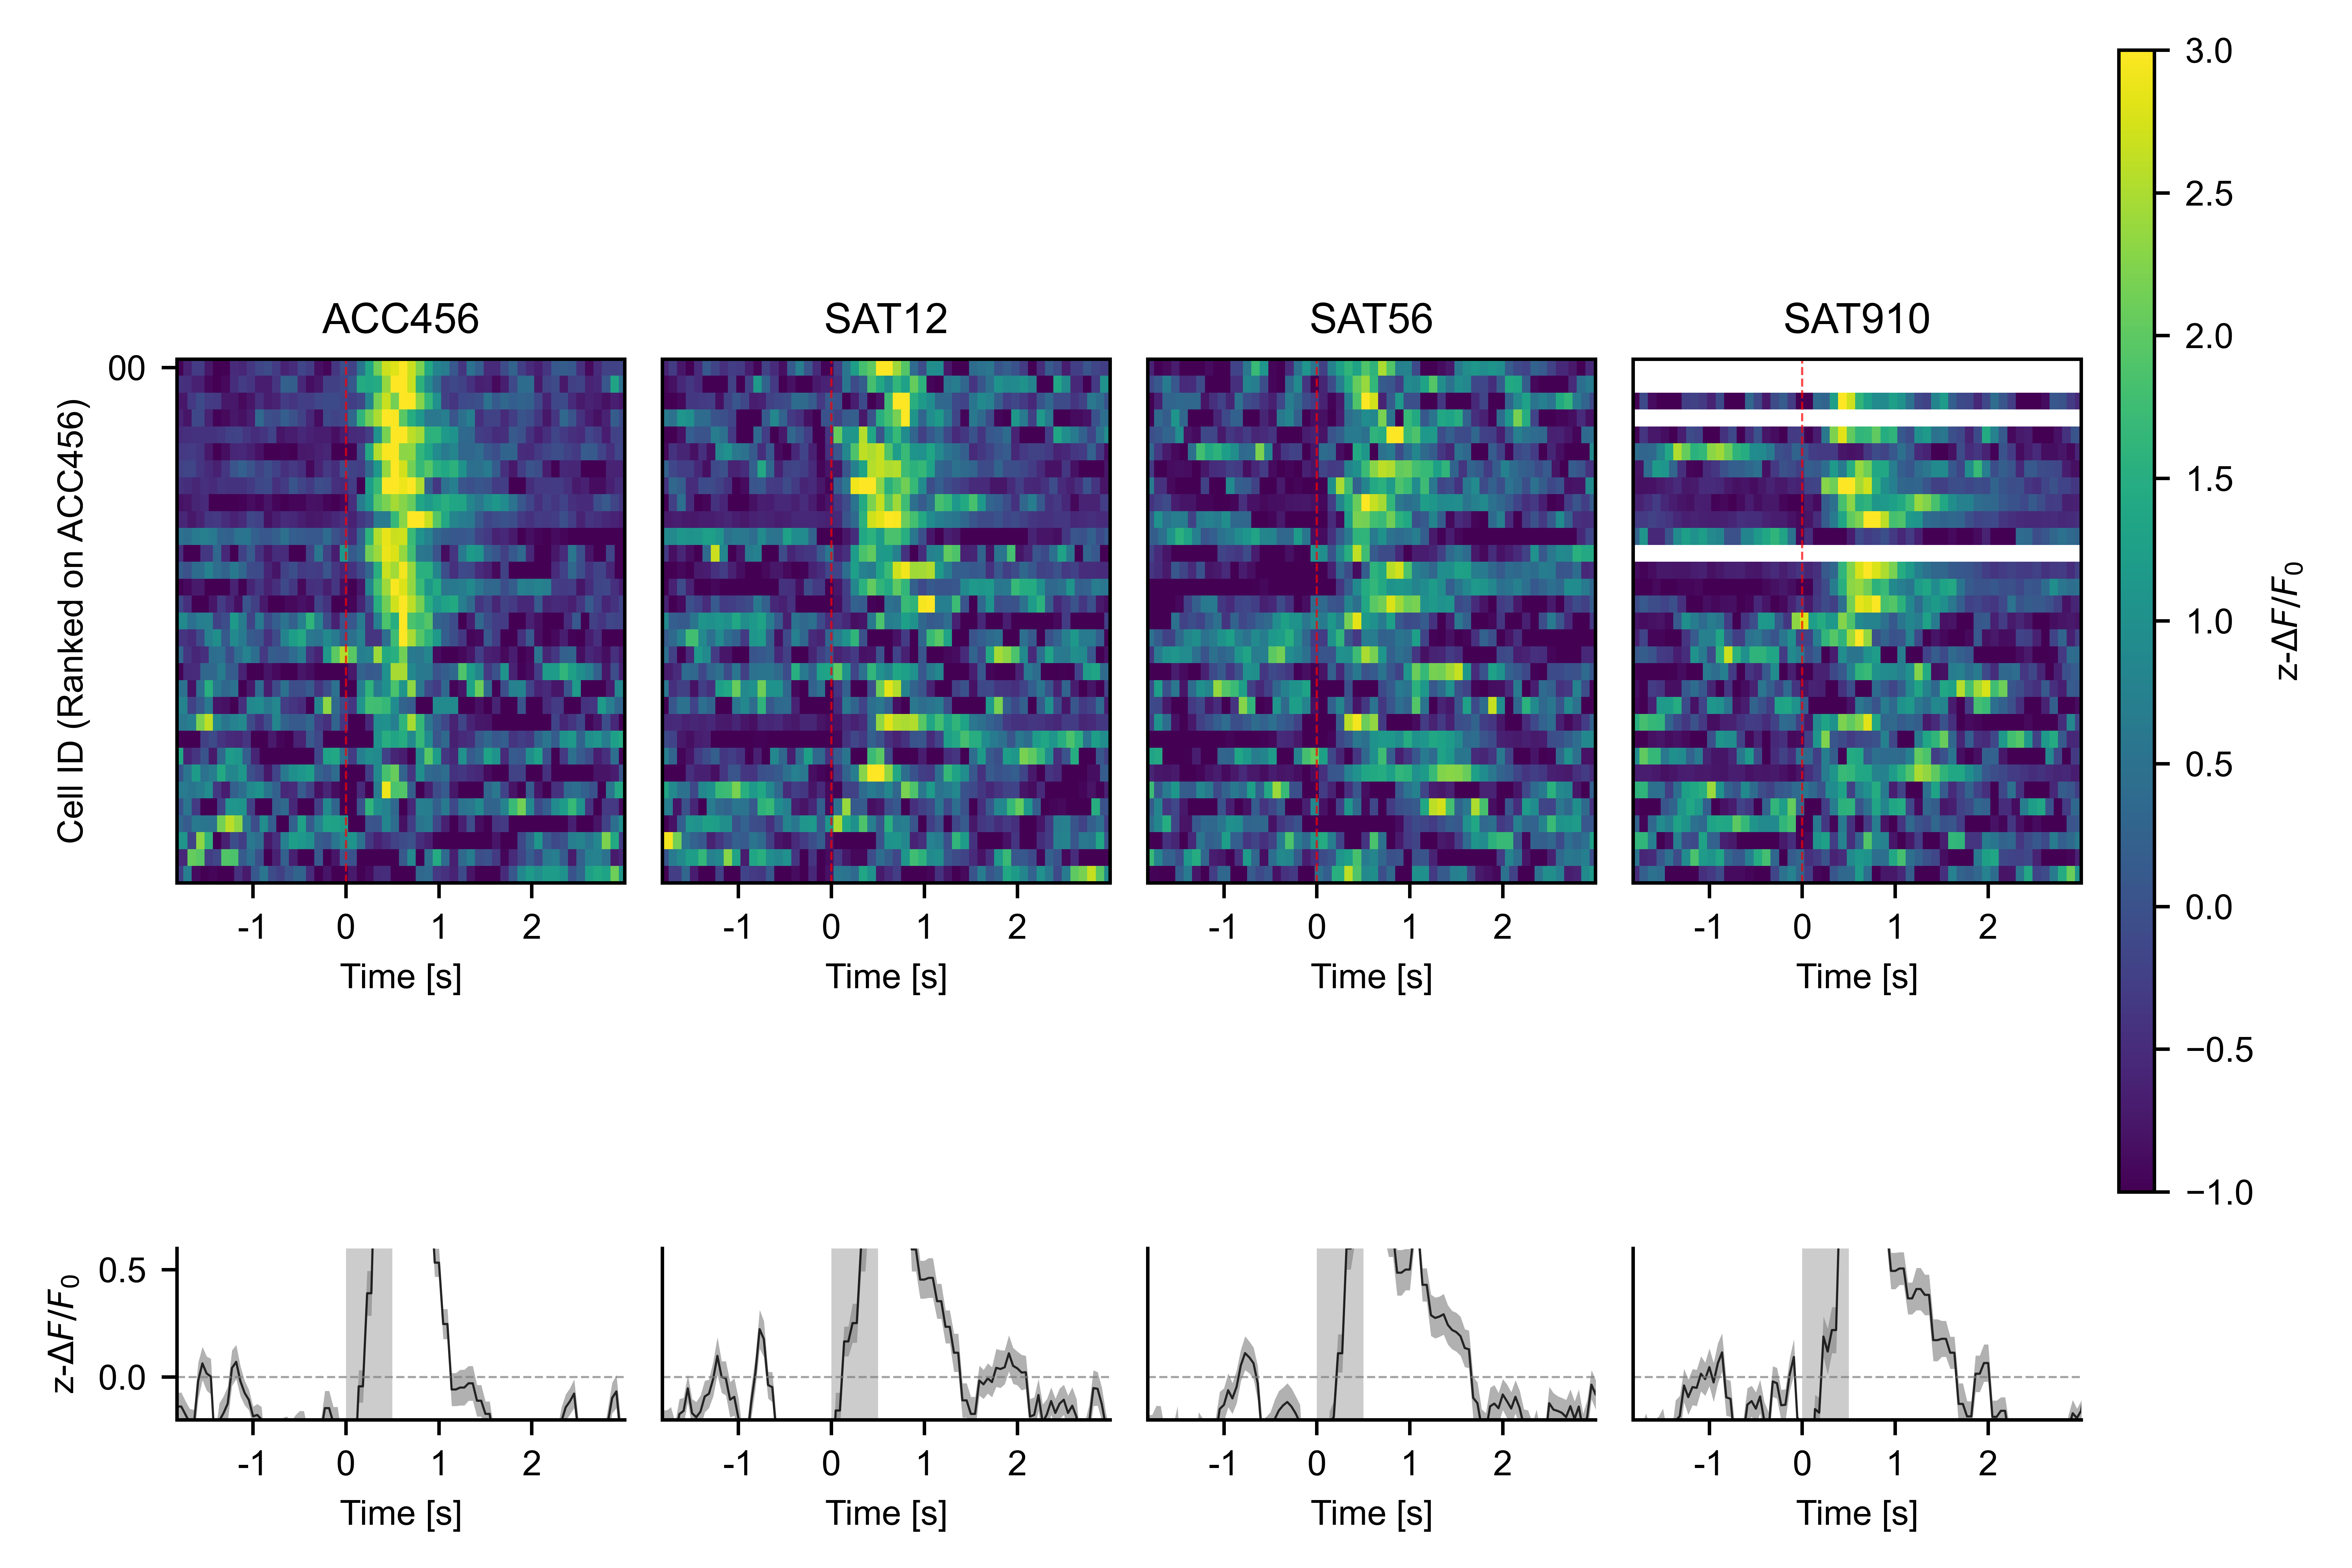 ACC456 SAT12 SAT56 SAT910
00
Cell ID (Ranked on ACC456)
-1 0 1 2 -1 0 1 2 -1 0 1 2 -1 0 1 2
Time [s] Time [s] Time [s] Time [s]
3.0
2.5
2.0
1.5
1.0
0.5
0.0
−0.5
−1.0
z-ΔF/F₀
z-ΔF/F₀
0.5
0.0
-1 0 1 2 -1 0 1 2 -1 0 1 2 -1 0 1 2
Time [s] Time [s] Time [s] Time [s]